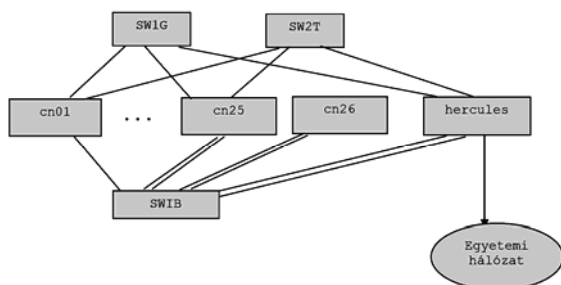 SW1G
SW2T
cn01
...
cn25
cn26
hercules
SWIB
Egyetemi
hálózat